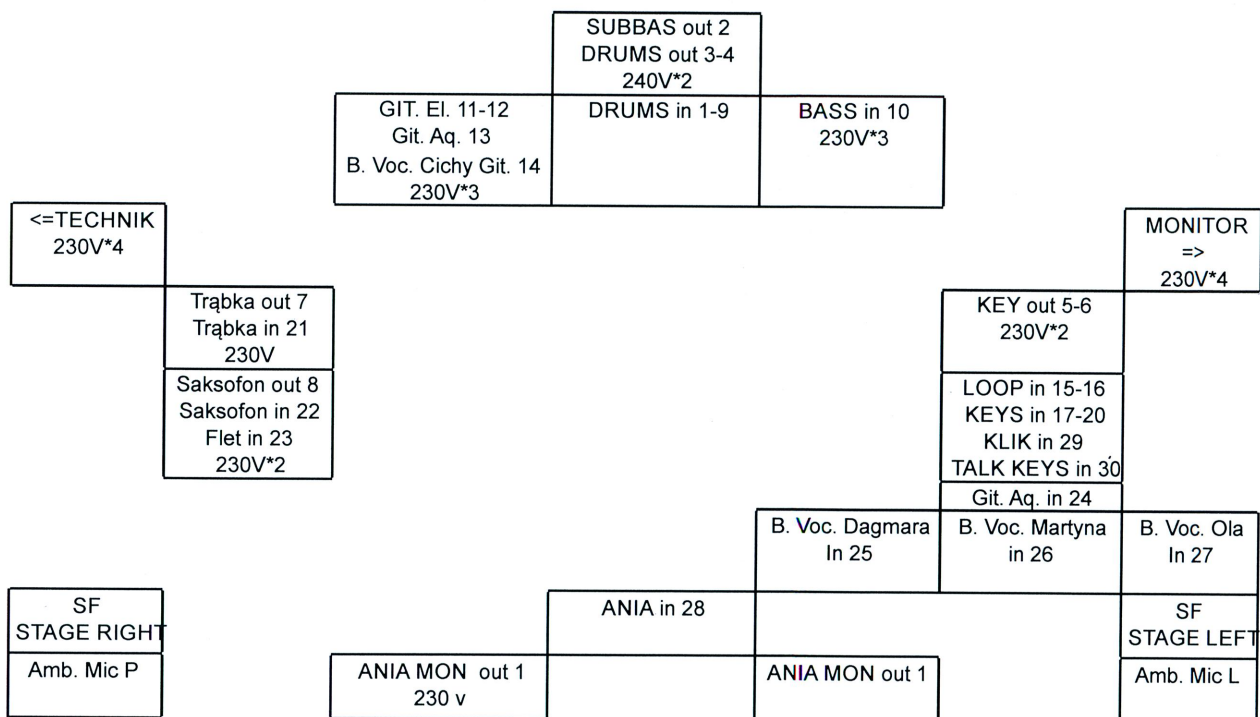 SUBBAS out 2
DRUMS out 3-4
240V*2
GIT. El. 11-12
Git. Aq. 13
B. Voc. Cichy Git. 14
230V*3
DRUMS in 1-9
BASS in 10
230V*3
<=TECHNIK
230V*4
MONITOR
=>
230V*4
Trąbka out 7
Trąbka in 21
230V
KEY out 5-6
230V*2
Saksofon out 8
Saksofon in 22
Flet in 23
230V*2
LOOP in 15-16
KEYS in 17-20
KLIK in 29
TALK KEYS in 30
Git. Aq. in 24
B. Voc. Dagmara
In 25
B. Voc. Martyna
in 26
B. Voc. Ola
In 27
SF
STAGE RIGHT
ANIA in 28
SF
STAGE LEFT
Amb. Mic P
ANIA MON out 1
230 v
ANIA MON out 1
Amb. Mic L